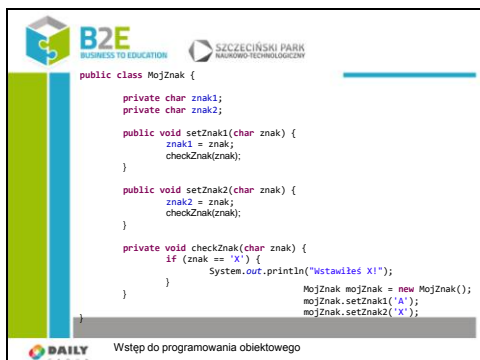 B2E
BUSINESS TO EDUCATION
SZCZECIŃSKI PARK
NAUKOWO-TECHNOLOGICZNY
public class MojZnak {
private char znak1;
private char znak2;
public void setZnak1(char znak) {
znak1 = znak;
checkZnak(znak);
}
public void setZnak2(char znak) {
znak2 = znak;
checkZnak(znak);
}
private void checkZnak(char znak) {
if (znak == 'X') {
System.out.println("Wstawiłeś X!");
}
}
}
MojZnak mojZnak = new MojZnak();
mojZnak.setZnak1('A');
mojZnak.setZnak2('X');
DAILY
Wstęp do programowania obiektowego